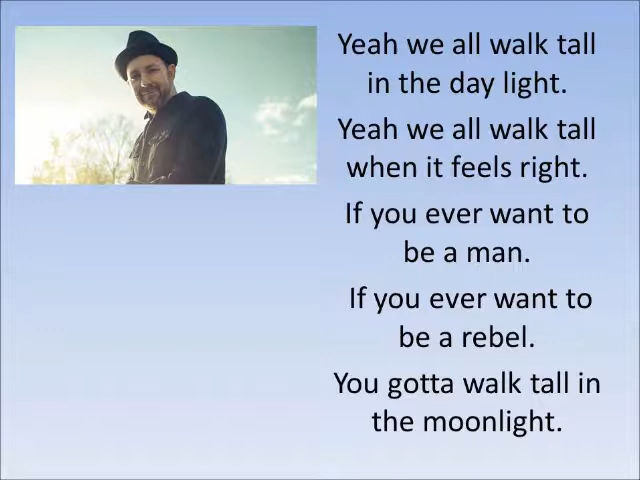 Yeah we all walk tall
in the day light.
Yeah we all walk tall
when it feels right.
If you ever want to
be a man.
If you ever want to
be a rebel.
You gotta walk tall in
the moonlight.